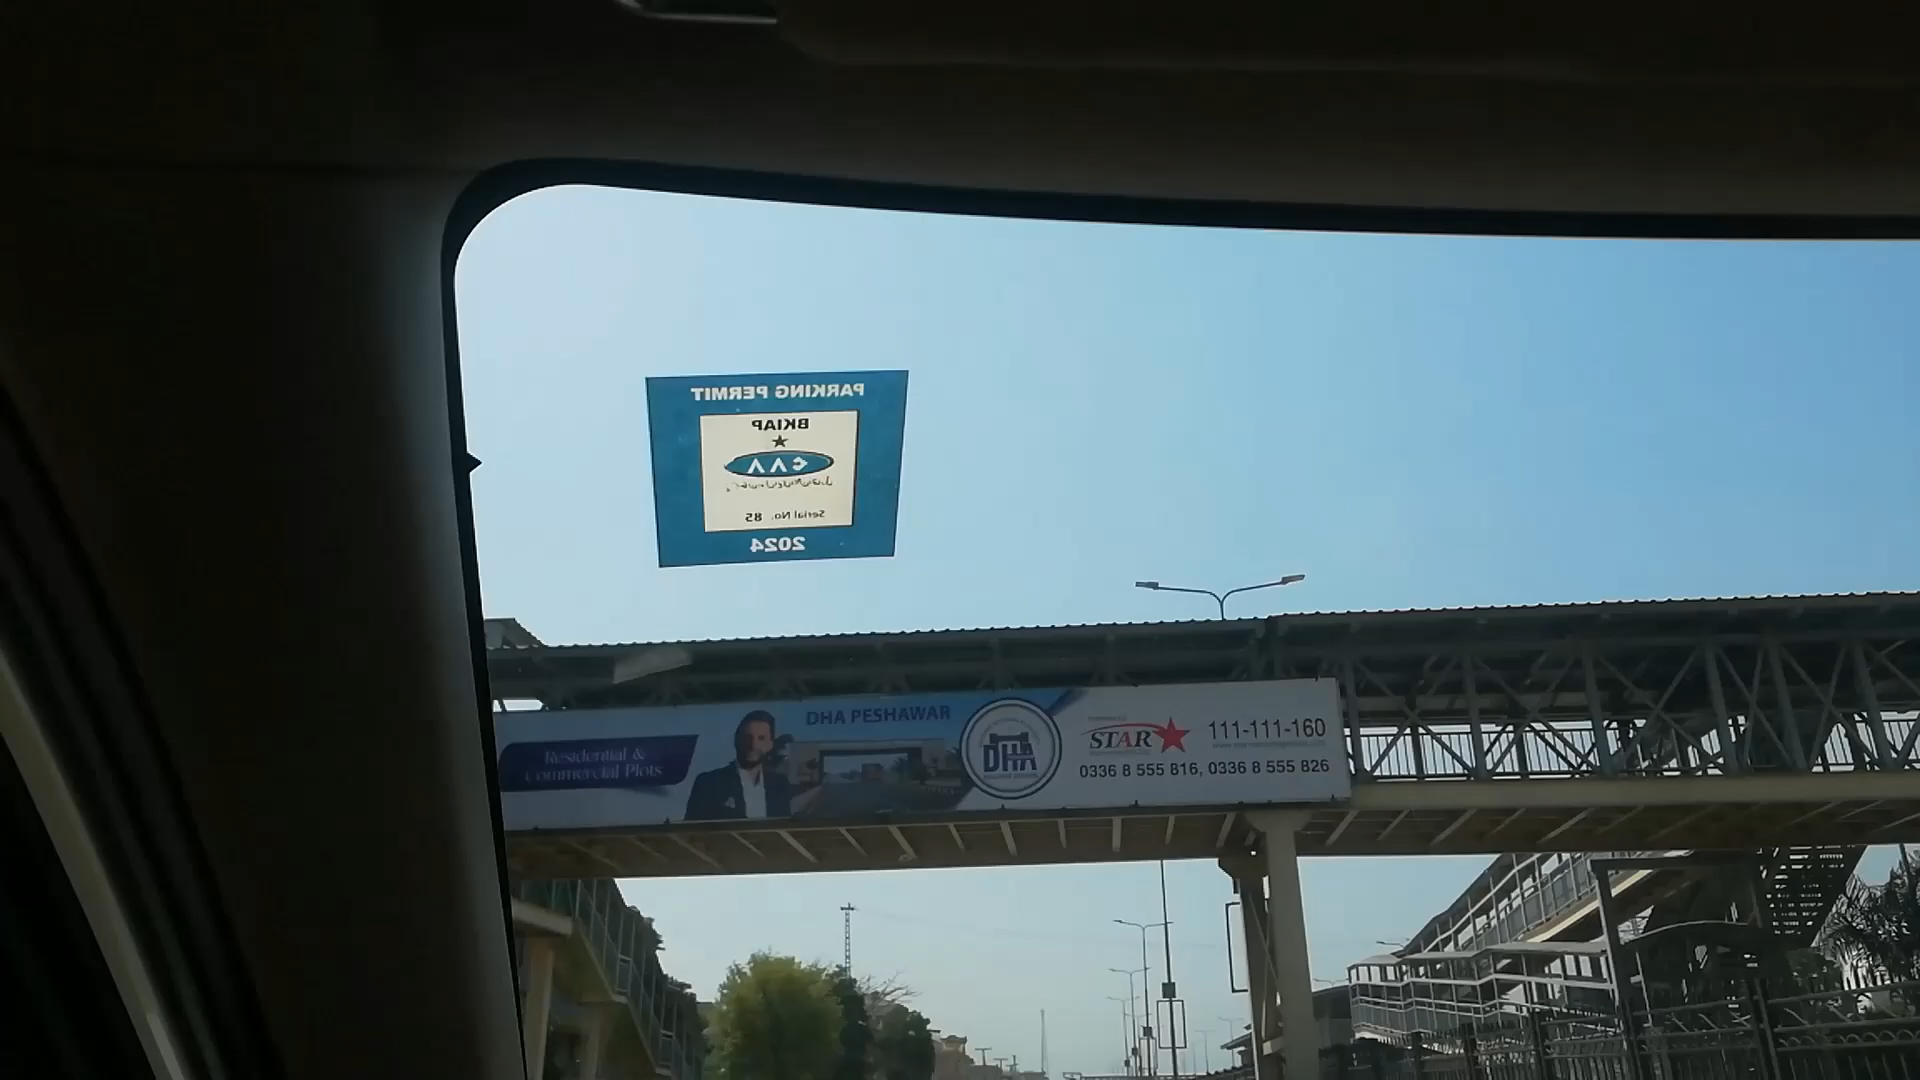 PARKING PERMIT
BKIAP
CAA
Serial No. 85
2024
DHA PESHAWAR
Residential &
Commercial Plots
DHA
STAR
111-111-160
0336 8 555 816, 0336 8 555 826